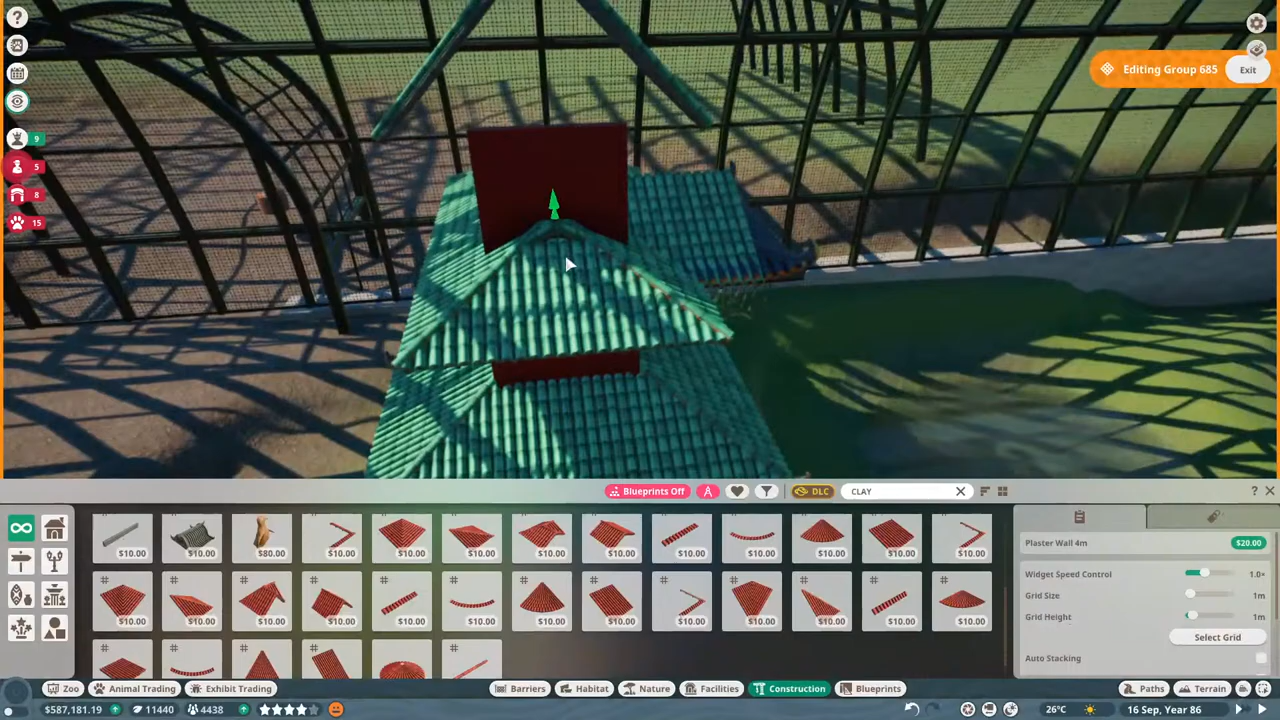 ?
Editing Group 685
Exit
9
5
8
15
Blueprints Off
DLC
CLAY
?
$10.00 $10.00 $80.00 $10.00 $10.00 $10.00 $10.00 $10.00 $10.00 $10.00 $10.00 $10.00 $10.00
$10.00 $10.00 $10.00 $10.00 $10.00 $10.00 $10.00 $10.00 $10.00 $10.00 $10.00 $10.00 $10.00
Plaster Wall 4m
$20.00
Widget Speed Control 1.0×
Grid Size 1m
Grid Height 1m
Select Grid
Auto Stacking
Zoo Animal Trading Exhibit Trading Barriers Habitat Nature Facilities Construction Blueprints Paths Terrain
$587,181.19 11440 4438 26°C 16 Sep, Year 86